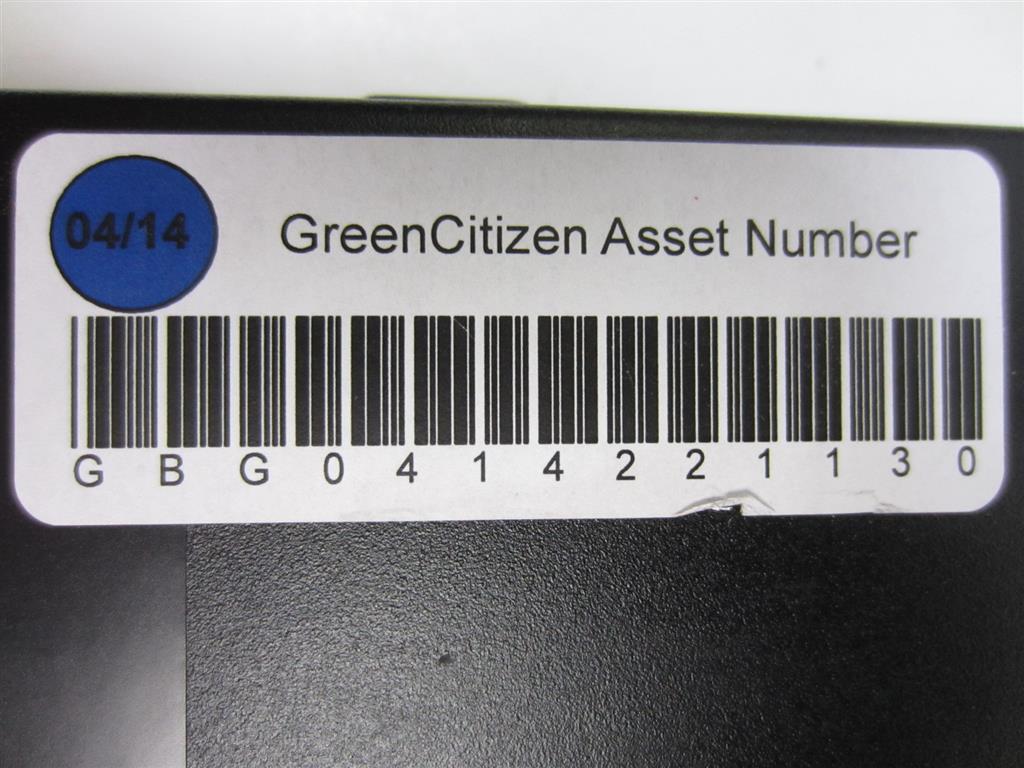 04/14
GreenCitizen Asset Number
G B G 0 4 1 4 2 2 1 1 3 0